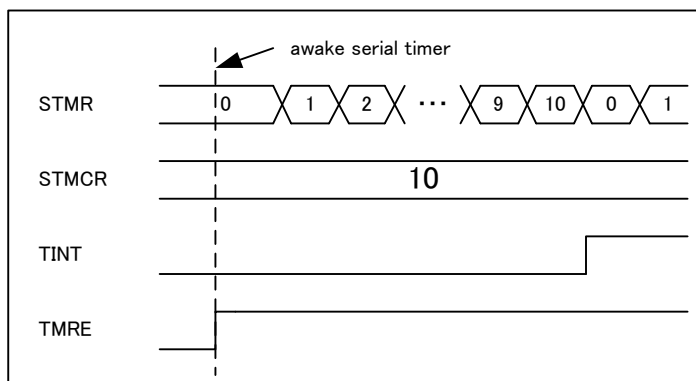 awake serial timer
STMR 0 1 2 ··· 9 10 0 1
STMCR 10
TINT
TMRE